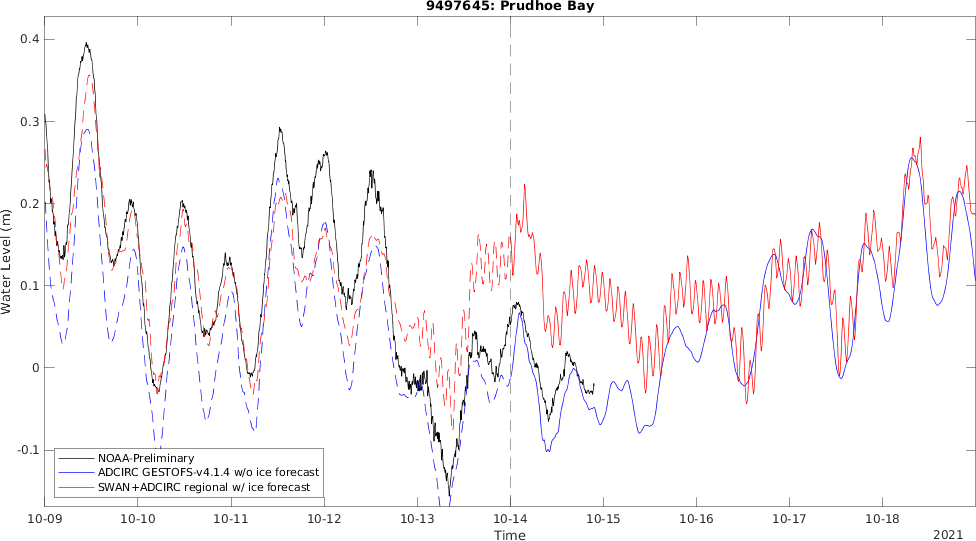 9497645: Prudhoe Bay
Water Level (m)
0.4
0.3
0.2
0.1
0
-0.1
NOAA-Preliminary
ADCIRC GESTOFS-v4.1.4 w/o ice forecast
SWAN+ADCIRC regional w/ ice forecast
10-09 10-10 10-11 10-12 10-13 10-14 10-15 10-16 10-17 10-18
Time
2021